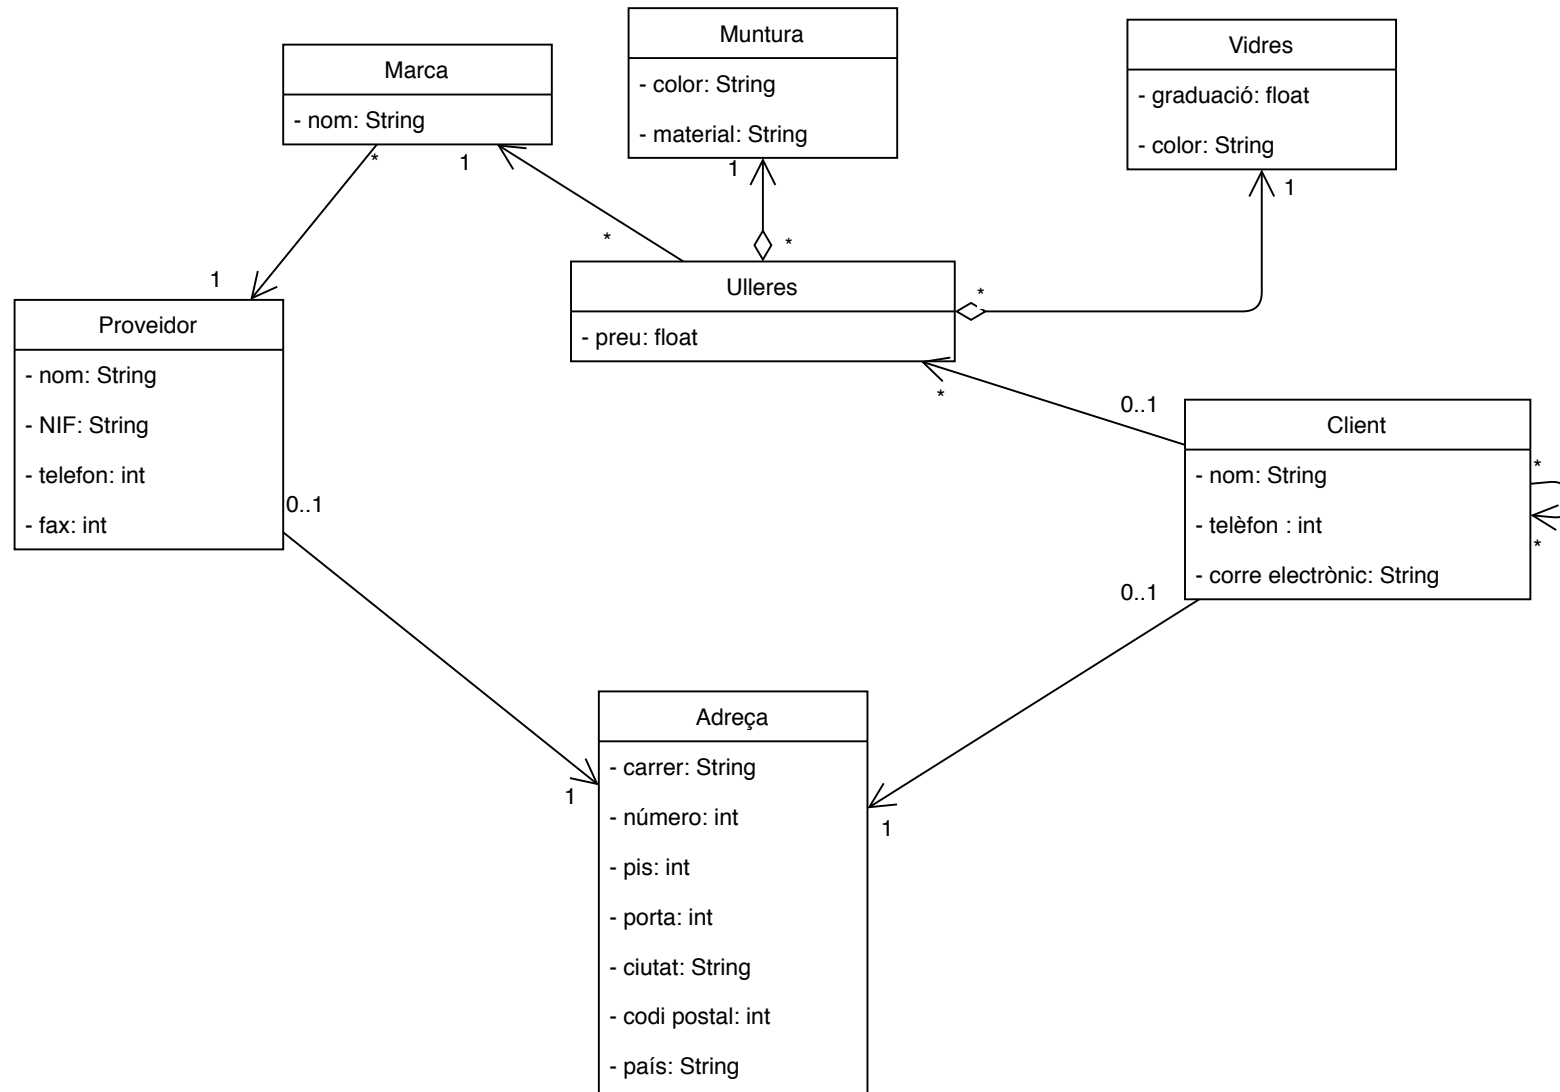 Marca
- nom: String
*
1
Muntura
- color: String
- material: String
1
*
Vidres
- graduació: float
- color: String
1
*
Ulleres
- preu: float
*
*
0..1
1
Proveidor
- nom: String
- NIF: String
- telefon: int
- fax: int
0..1
Client
- nom: String
- telèfon : int
- corre electrònic: String
*
*
0..1
1
1
Adreça
- carrer: String
- número: int
- pis: int
- porta: int
- ciutat: String
- codi postal: int
- país: String